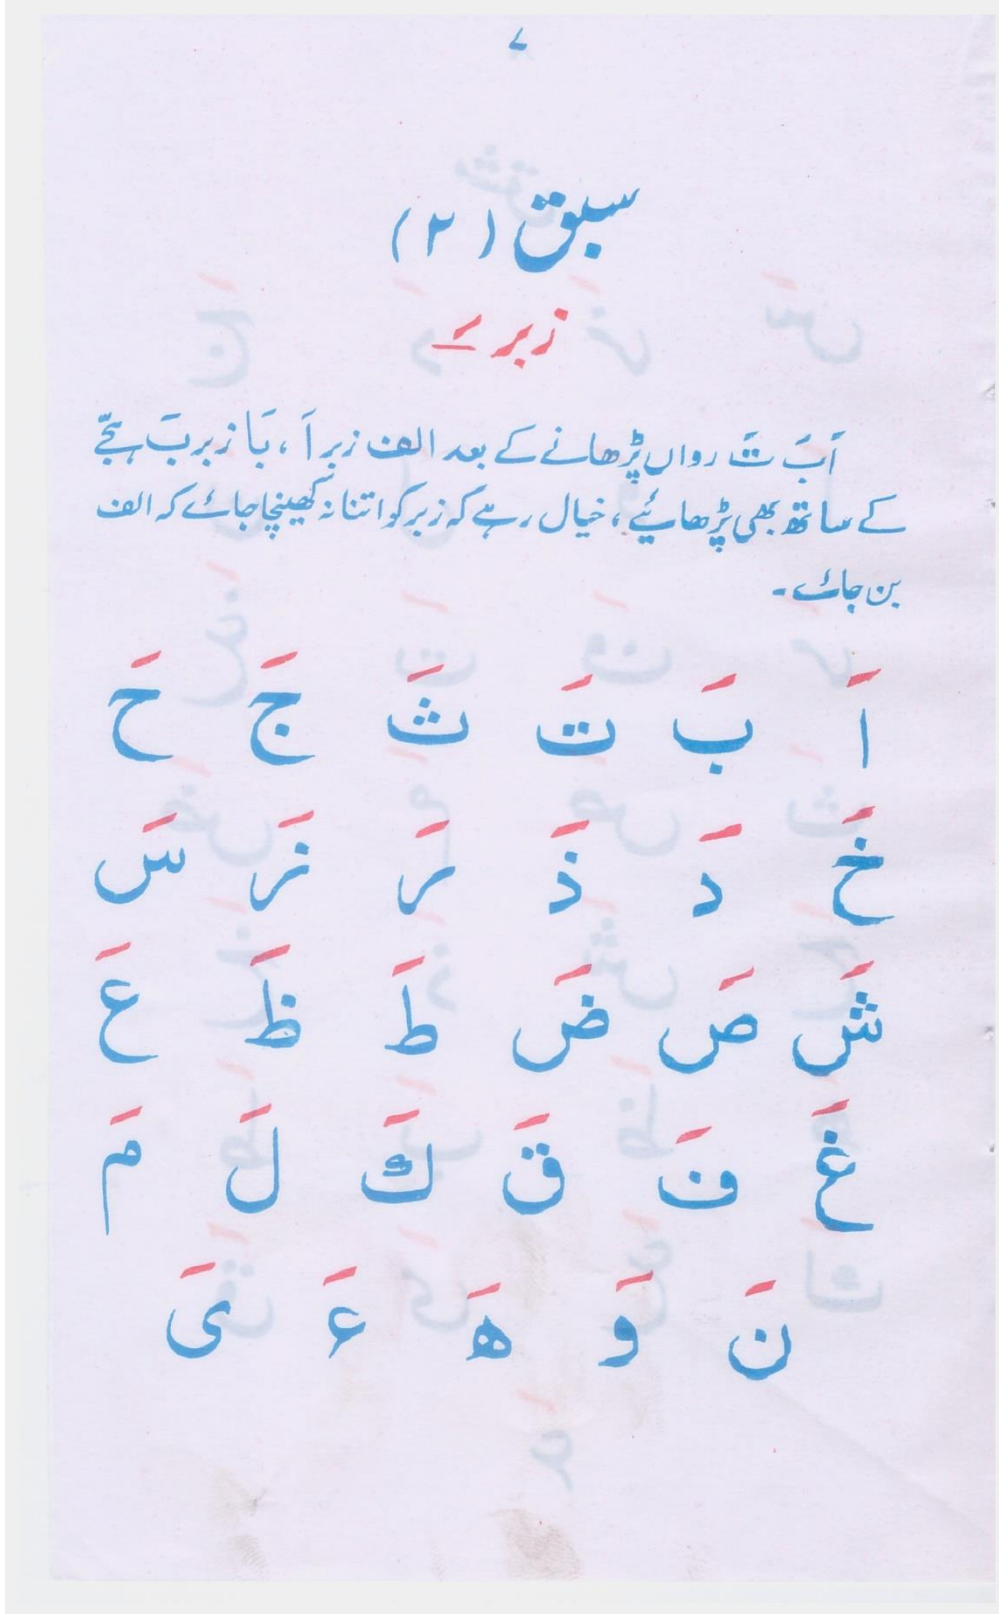 ۷
سبق (۲)
زبر ـَ
اَ بَ تَ رواں پڑھانے کے بعد الف زبر اَ ، بَا زبر بَ ہجّے
کے ساتھ بھی پڑھائیے ، خیال رہے کہ زبر کو اتنا نہ کھینچا جائے کہ الف
بن جائے ۔
اَ بَ تَ ثَ جَ حَ
خَ دَ ذَ رَ زَ سَ
شَ صَ ضَ طَ ظَ عَ
غَ فَ قَ كَ لَ مَ
نَ وَ هَ ءَ یَ